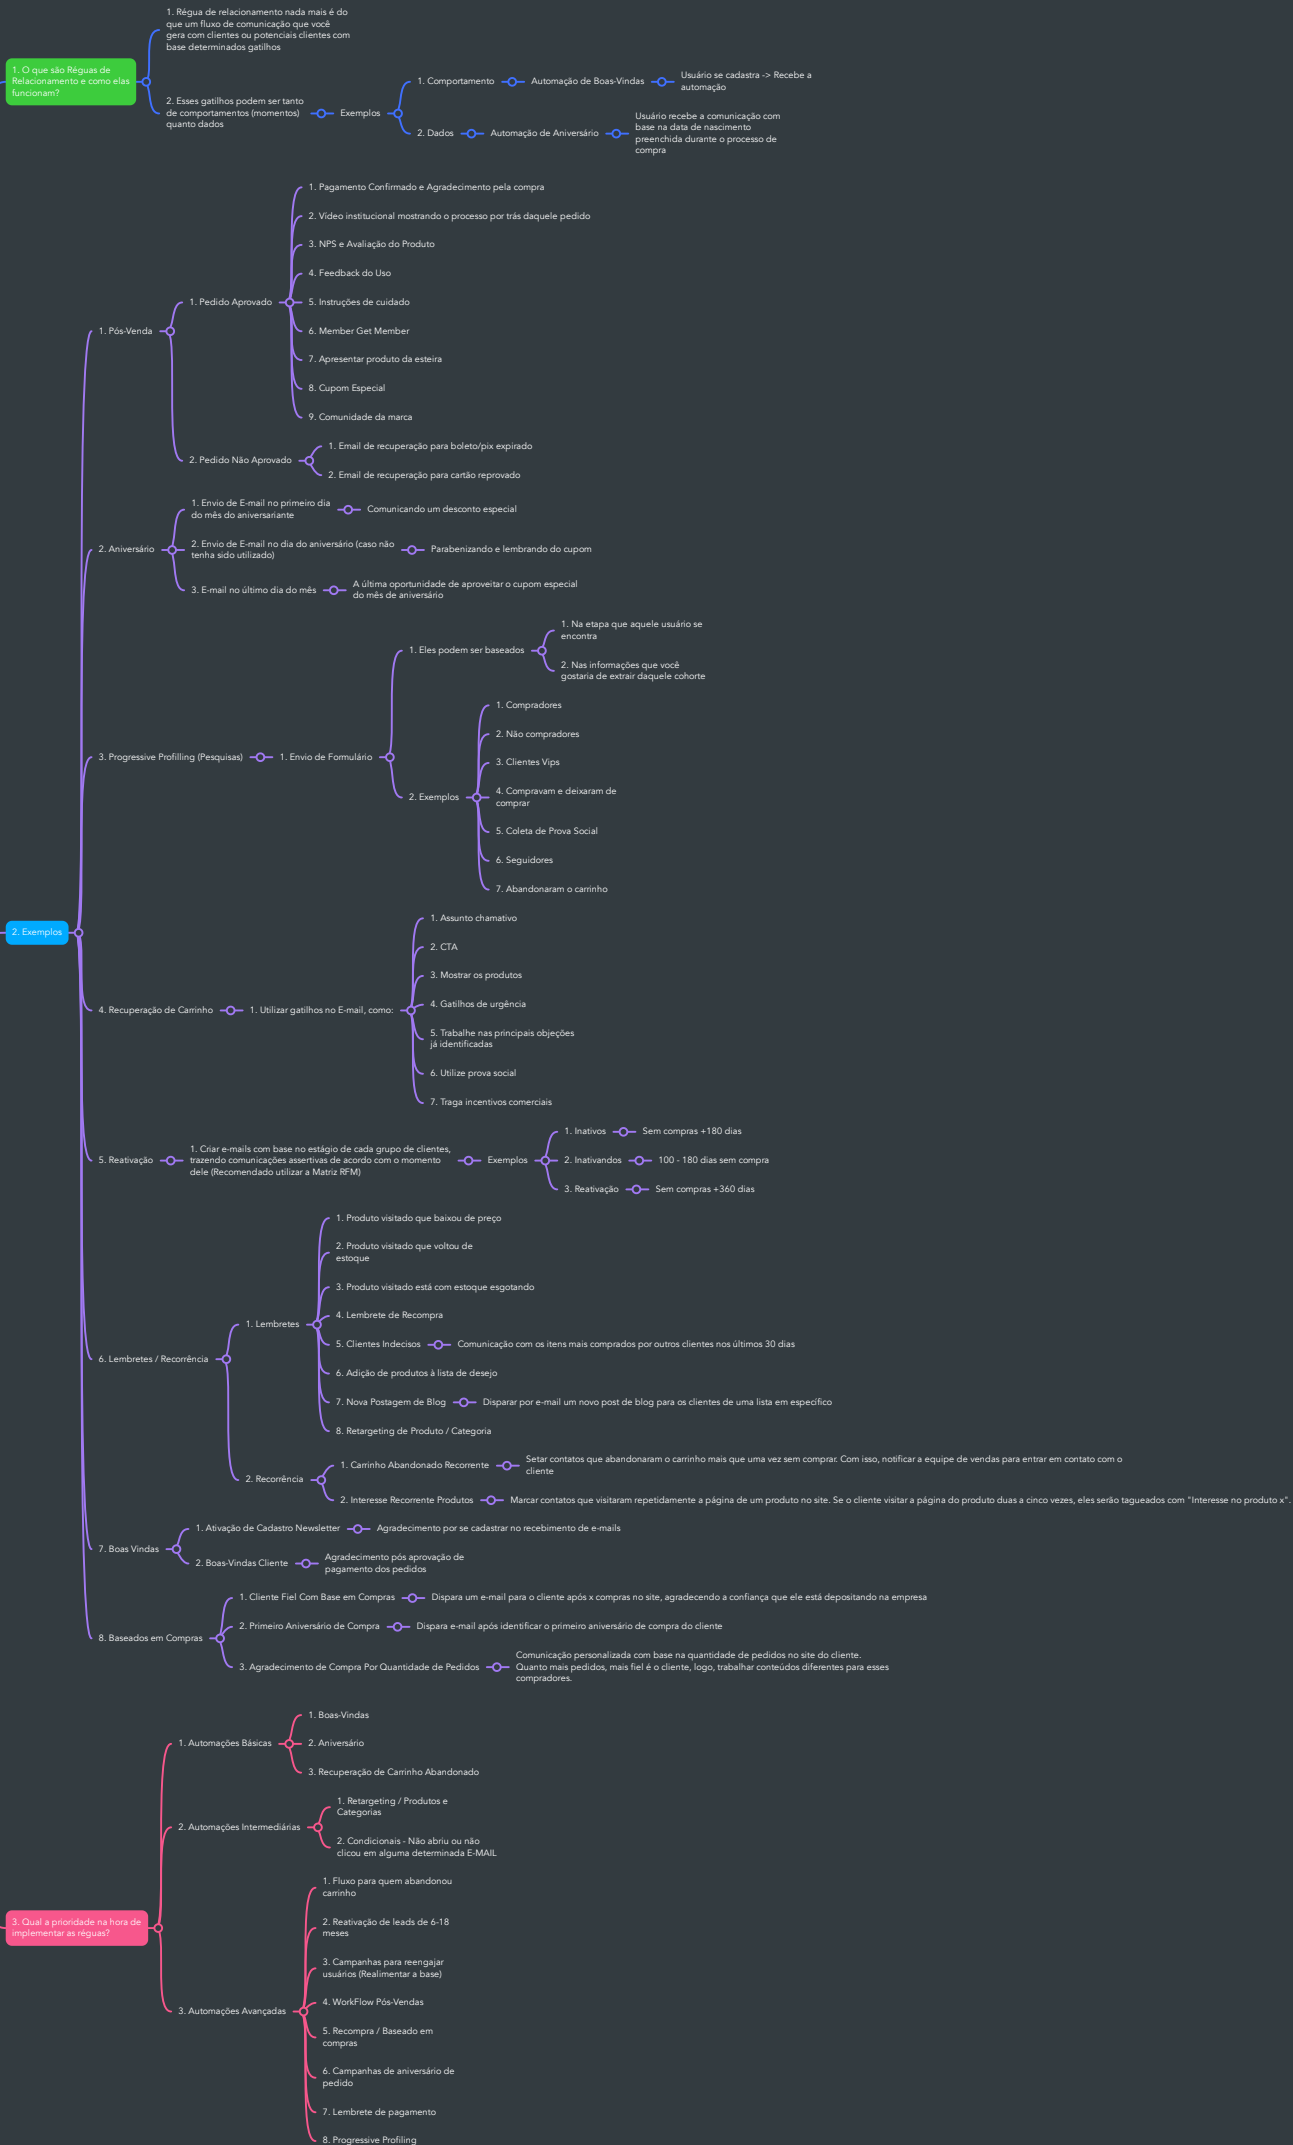 1. O que são Réguas de
Relacionamento e como elas
funcionam?
1. Régua de relacionamento nada mais é do
que um fluxo de comunicação que você
gera com clientes ou potenciais clientes com
base determinados gatilhos
2. Esses gatilhos podem ser tanto
de comportamentos (momentos)
quanto dados
Exemplos
1. Comportamento
Automação de Boas-Vindas
Usuário se cadastra -> Recebe a
automação
2. Dados
Automação de Aniversário
Usuário recebe a comunicação com
base na data de nascimento
preenchida durante o processo de
compra
2. Exemplos
1. Pós-Venda
1. Pedido Aprovado
1. Pagamento Confirmado e Agradecimento pela compra
2. Vídeo institucional mostrando o processo por trás daquele pedido
3. NPS e Avaliação do Produto
4. Feedback do Uso
5. Instruções de cuidado
6. Member Get Member
7. Apresentar produto da esteira
8. Cupom Especial
9. Comunidade da marca
2. Pedido Não Aprovado
1. Email de recuperação para boleto/pix expirado
2. Email de recuperação para cartão reprovado
2. Aniversário
1. Envio de E-mail no primeiro dia
do mês do aniversariante
Comunicando um desconto especial
2. Envio de E-mail no dia do aniversário (caso não
tenha sido utilizado)
Parabenizando e lembrando do cupom
3. E-mail no último dia do mês
A última oportunidade de aproveitar o cupom especial
do mês de aniversário
3. Progressive Profilling (Pesquisas)
1. Envio de Formulário
1. Eles podem ser baseados
1. Na etapa que aquele usuário se
encontra
2. Nas informações que você
gostaria de extrair daquele cohorte
2. Exemplos
1. Compradores
2. Não compradores
3. Clientes Vips
4. Compravam e deixaram de
comprar
5. Coleta de Prova Social
6. Seguidores
7. Abandonaram o carrinho
4. Recuperação de Carrinho
1. Utilizar gatilhos no E-mail, como:
1. Assunto chamativo
2. CTA
3. Mostrar os produtos
4. Gatilhos de urgência
5. Trabalhe nas principais objeções
já identificadas
6. Utilize prova social
7. Traga incentivos comerciais
5. Reativação
1. Criar e-mails com base no estágio de cada grupo de clientes,
trazendo comunicações assertivas de acordo com o momento
dele (Recomendado utilizar a Matriz RFM)
Exemplos
1. Inativos
Sem compras +180 dias
2. Inativandos
100 - 180 dias sem compra
3. Reativação
Sem compras +360 dias
6. Lembretes / Recorrência
1. Lembretes
1. Produto visitado que baixou de preço
2. Produto visitado que voltou de
estoque
3. Produto visitado está com estoque esgotando
4. Lembrete de Recompra
5. Clientes Indecisos
Comunicação com os itens mais comprados por outros clientes nos últimos 30 dias
6. Adição de produtos à lista de desejo
7. Nova Postagem de Blog
Disparar por e-mail um novo post de blog para os clientes de uma lista em específico
8. Retargeting de Produto / Categoria
2. Recorrência
1. Carrinho Abandonado Recorrente
Setar contatos que abandonaram o carrinho mais que uma vez sem comprar. Com isso, notificar a equipe de vendas para entrar em contato com o
cliente
2. Interesse Recorrente Produtos
Marcar contatos que visitaram repetidamente a página de um produto no site. Se o cliente visitar a página do produto duas a cinco vezes, eles serão tagueados com "Interesse no produto x".
7. Boas Vindas
1. Ativação de Cadastro Newsletter
Agradecimento por se cadastrar no recebimento de e-mails
2. Boas-Vindas Cliente
Agradecimento pós aprovação de
pagamento dos pedidos
8. Baseados em Compras
1. Cliente Fiel Com Base em Compras
Dispara um e-mail para o cliente após x compras no site, agradecendo a confiança que ele está depositando na empresa
2. Primeiro Aniversário de Compra
Dispara e-mail após identificar o primeiro aniversário de compra do cliente
3. Agradecimento de Compra Por Quantidade de Pedidos
Comunicação personalizada com base na quantidade de pedidos no site do cliente.
Quanto mais pedidos, mais fiel é o cliente, logo, trabalhar conteúdos diferentes para esses
compradores.
3. Qual a prioridade na hora de
implementar as réguas?
1. Automações Básicas
1. Boas-Vindas
2. Aniversário
3. Recuperação de Carrinho Abandonado
2. Automações Intermediárias
1. Retargeting / Produtos e
Categorias
2. Condicionais - Não abriu ou não
clicou em alguma determinada E-MAIL
3. Automações Avançadas
1. Fluxo para quem abandonou
carrinho
2. Reativação de leads de 6-18
meses
3. Campanhas para reengajar
usuários (Realimentar a base)
4. WorkFlow Pós-Vendas
5. Recompra / Baseado em
compras
6. Campanhas de aniversário de
pedido
7. Lembrete de pagamento
8. Progressive Profiling